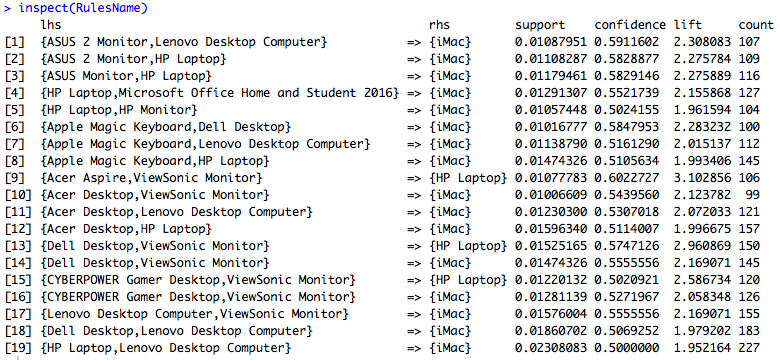 > inspect(RulesName)
lhs rhs support confidence lift count
[1] {ASUS 2 Monitor,Lenovo Desktop Computer} => {iMac} 0.01087951 0.5911602 2.308083 107
[2] {ASUS 2 Monitor,HP Laptop} => {iMac} 0.01108287 0.5828877 2.275784 109
[3] {ASUS Monitor,HP Laptop} => {iMac} 0.01179461 0.5829146 2.275889 116
[4] {HP Laptop,Microsoft Office Home and Student 2016} => {iMac} 0.01291307 0.5521739 2.155868 127
[5] {HP Laptop,HP Monitor} => {iMac} 0.01057448 0.5024155 1.961594 104
[6] {Apple Magic Keyboard,Dell Desktop} => {iMac} 0.01016777 0.5847953 2.283232 100
[7] {Apple Magic Keyboard,Lenovo Desktop Computer} => {iMac} 0.01138790 0.5161290 2.015137 112
[8] {Apple Magic Keyboard,HP Laptop} => {iMac} 0.01474326 0.5105634 1.993406 145
[9] {Acer Aspire,ViewSonic Monitor} => {HP Laptop} 0.01077783 0.6022727 3.102856 106
[10] {Acer Desktop,ViewSonic Monitor} => {iMac} 0.01006609 0.5439560 2.123782 99
[11] {Acer Desktop,Lenovo Desktop Computer} => {iMac} 0.01230300 0.5307018 2.072033 121
[12] {Acer Desktop,HP Laptop} => {iMac} 0.01596340 0.5114007 1.996675 157
[13] {Dell Desktop,ViewSonic Monitor} => {HP Laptop} 0.01525165 0.5747126 2.960869 150
[14] {Dell Desktop,ViewSonic Monitor} => {iMac} 0.01474326 0.5555556 2.169071 145
[15] {CYBERPOWER Gamer Desktop,ViewSonic Monitor} => {HP Laptop} 0.01220132 0.5020921 2.586734 120
[16] {CYBERPOWER Gamer Desktop,ViewSonic Monitor} => {iMac} 0.01281139 0.5271967 2.058348 126
[17] {Lenovo Desktop Computer,ViewSonic Monitor} => {iMac} 0.01576004 0.5555556 2.169071 155
[18] {Dell Desktop,Lenovo Desktop Computer} => {iMac} 0.01860702 0.5069252 1.979202 183
[19] {HP Laptop,Lenovo Desktop Computer} => {iMac} 0.02308083 0.5000000 1.952164 227